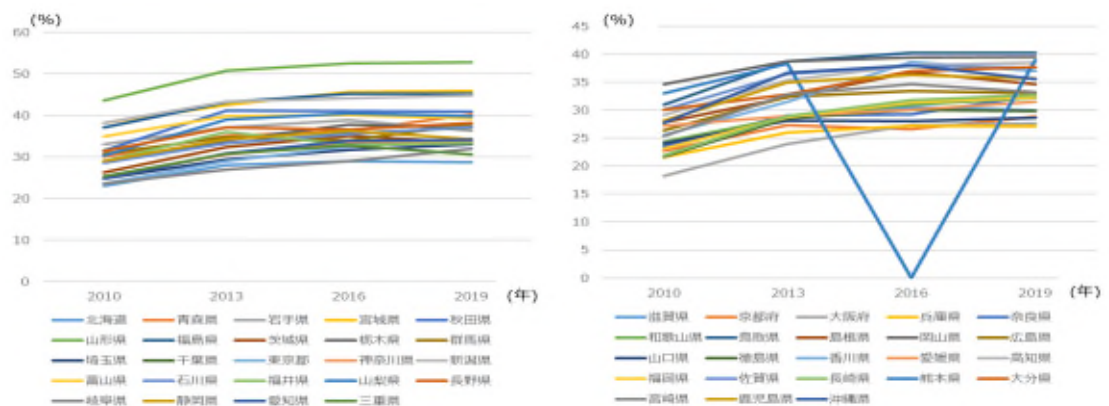 (%)
60
50
40
30
20
10
0
2010 2013 2016 2019 (年)
北海道 青森県 岩手県 宮城県 秋田県
山形県 福島県 茨城県 栃木県 群馬県
埼玉県 千葉県 東京都 神奈川県 新潟県
富山県 石川県 福井県 山梨県 長野県
岐阜県 静岡県 愛知県 三重県
(%)
45
40
35
30
25
20
15
10
5
0
2010 2013 2016 2019 (年)
滋賀県 京都府 大阪府 兵庫県 奈良県
和歌山県 鳥取県 島根県 岡山県 広島県
山口県 徳島県 香川県 愛媛県 高知県
福岡県 佐賀県 長崎県 熊本県 大分県
宮崎県 鹿児島県 沖縄県